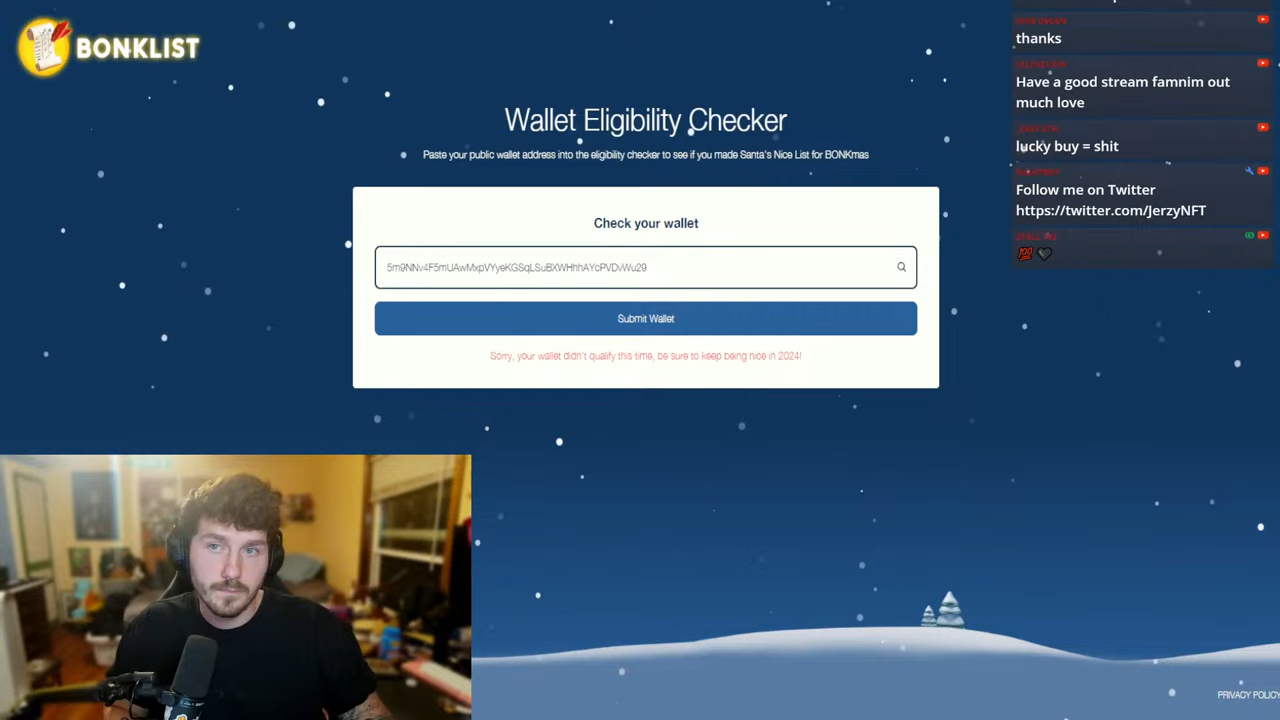 BONKLIST
Wallet Eligibility Checker
Paste your public wallet address into the eligibility checker to see if you made Santa's Nice List for BONKmas
Check your wallet
5m9NNv4F5mUAwMxpVYyeKGSqLSuBXWHhhAYcPVDvWu29
Submit Wallet
Sorry, your wallet didn't qualify this time, be sure to keep being nice in 2024!
thanks
Have a good stream famnim out
much love
lucky buy = shit
Follow me on Twitter
https://twitter.com/JerzyNFT
💯🖤
PRIVACY POLICY